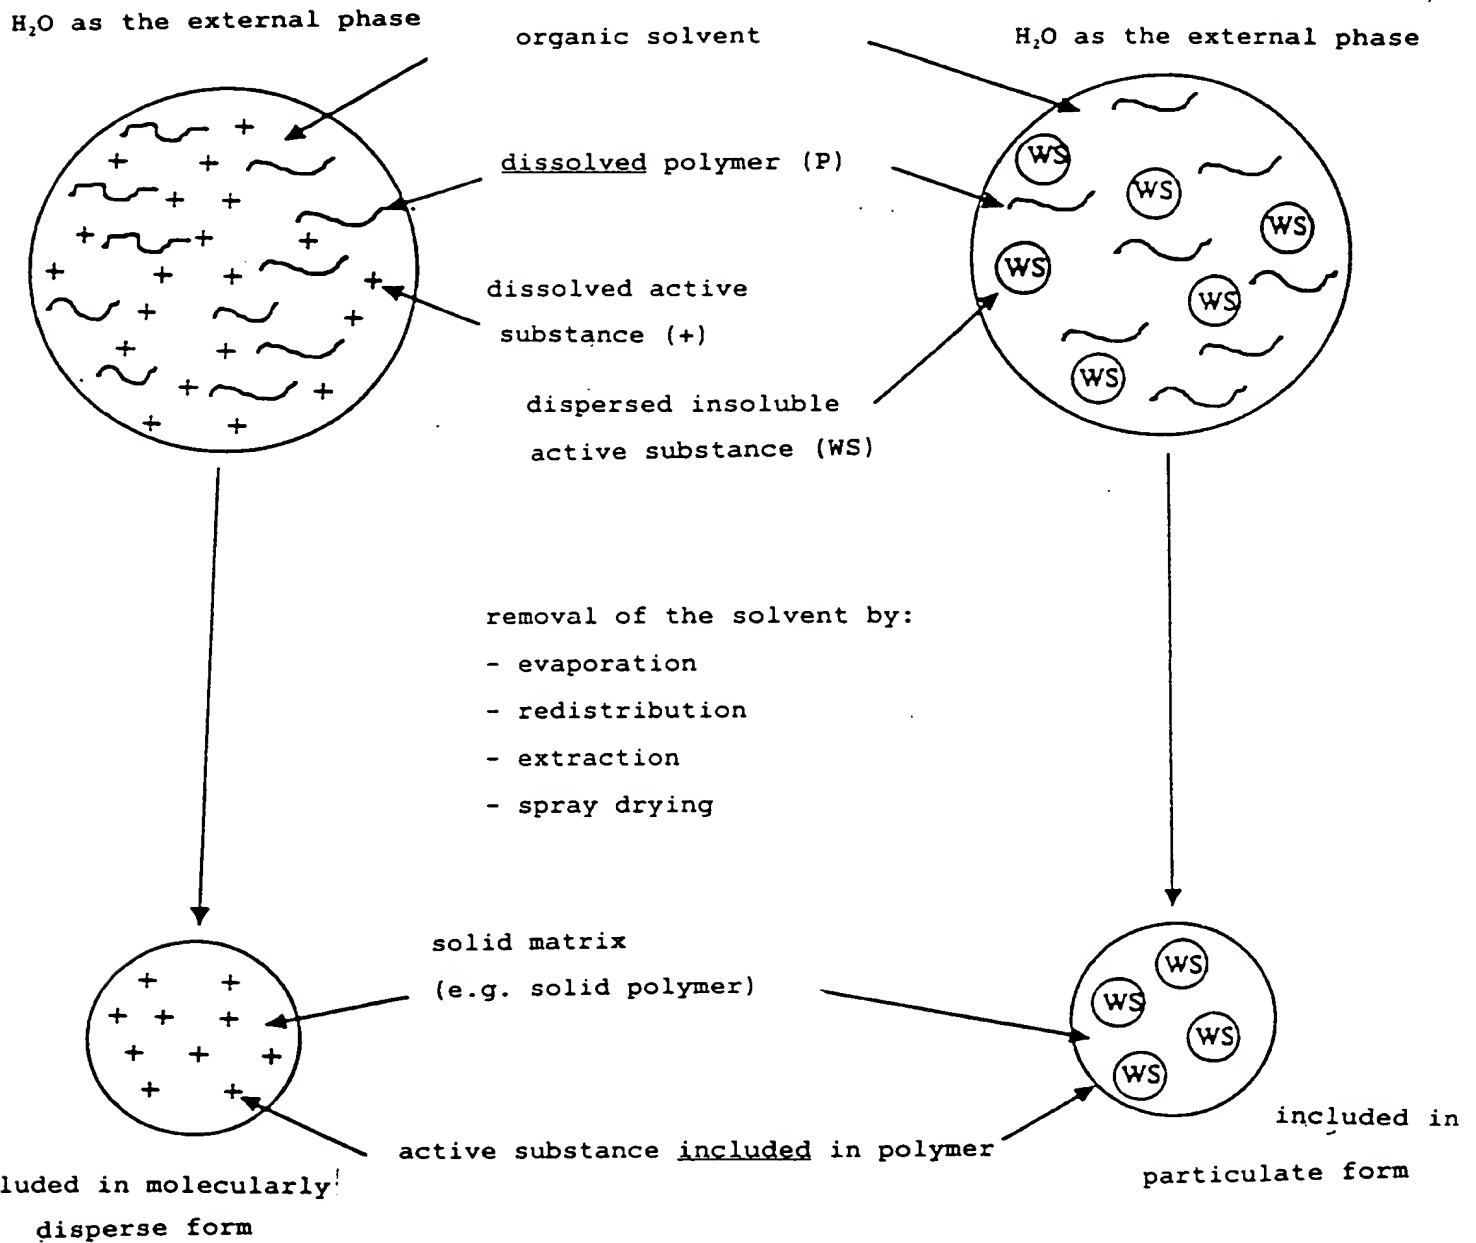 H₂O as the external phase
organic solvent
H₂O as the external phase
dissolved polymer (P)
dissolved active
substance (+)
dispersed insoluble
active substance (WS)
WS
WS
WS
WS
WS
WS
removal of the solvent by:
- evaporation
- redistribution
- extraction
- spray drying
solid matrix
(e.g. solid polymer)
WS
WS
WS
WS
active substance included in polymer
luded in molecularly
disperse form
included in
particulate form